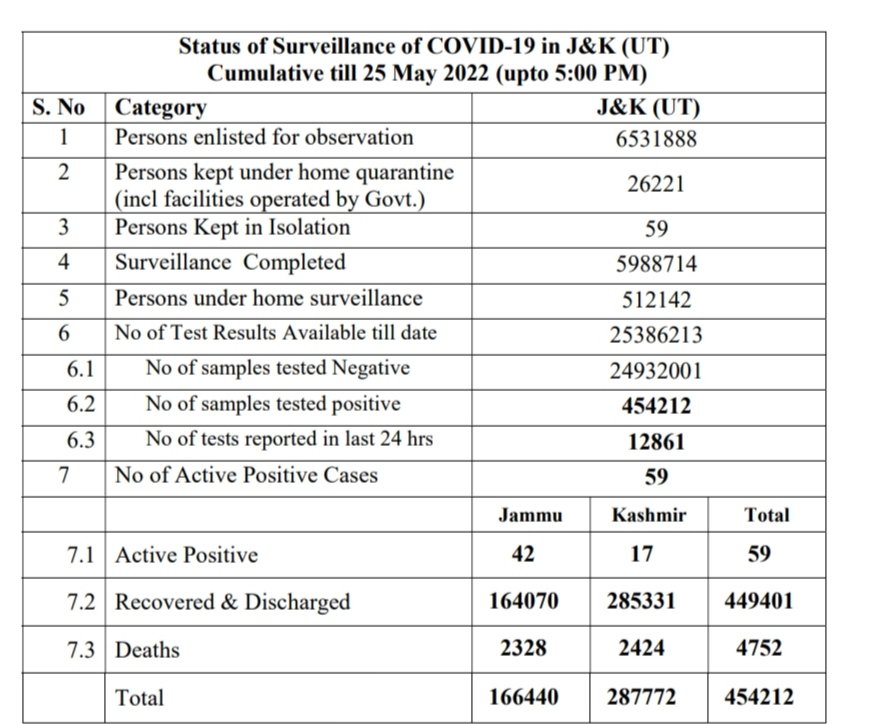 Status of Surveillance of COVID-19 in J&K (UT)
Cumulative till 25 May 2022 (upto 5:00 PM)
S. No Category J&K (UT)
1 Persons enlisted for observation 6531888
2 Persons kept under home quarantine
(incl facilities operated by Govt.) 26221
3 Persons Kept in Isolation 59
4 Surveillance Completed 5988714
5 Persons under home surveillance 512142
6 No of Test Results Available till date 25386213
6.1 No of samples tested Negative 24932001
6.2 No of samples tested positive 454212
6.3 No of tests reported in last 24 hrs 12861
7 No of Active Positive Cases 59
Jammu Kashmir Total
7.1 Active Positive 42 17 59
7.2 Recovered & Discharged 164070 285331 449401
7.3 Deaths 2328 2424 4752
Total 166440 287772 454212